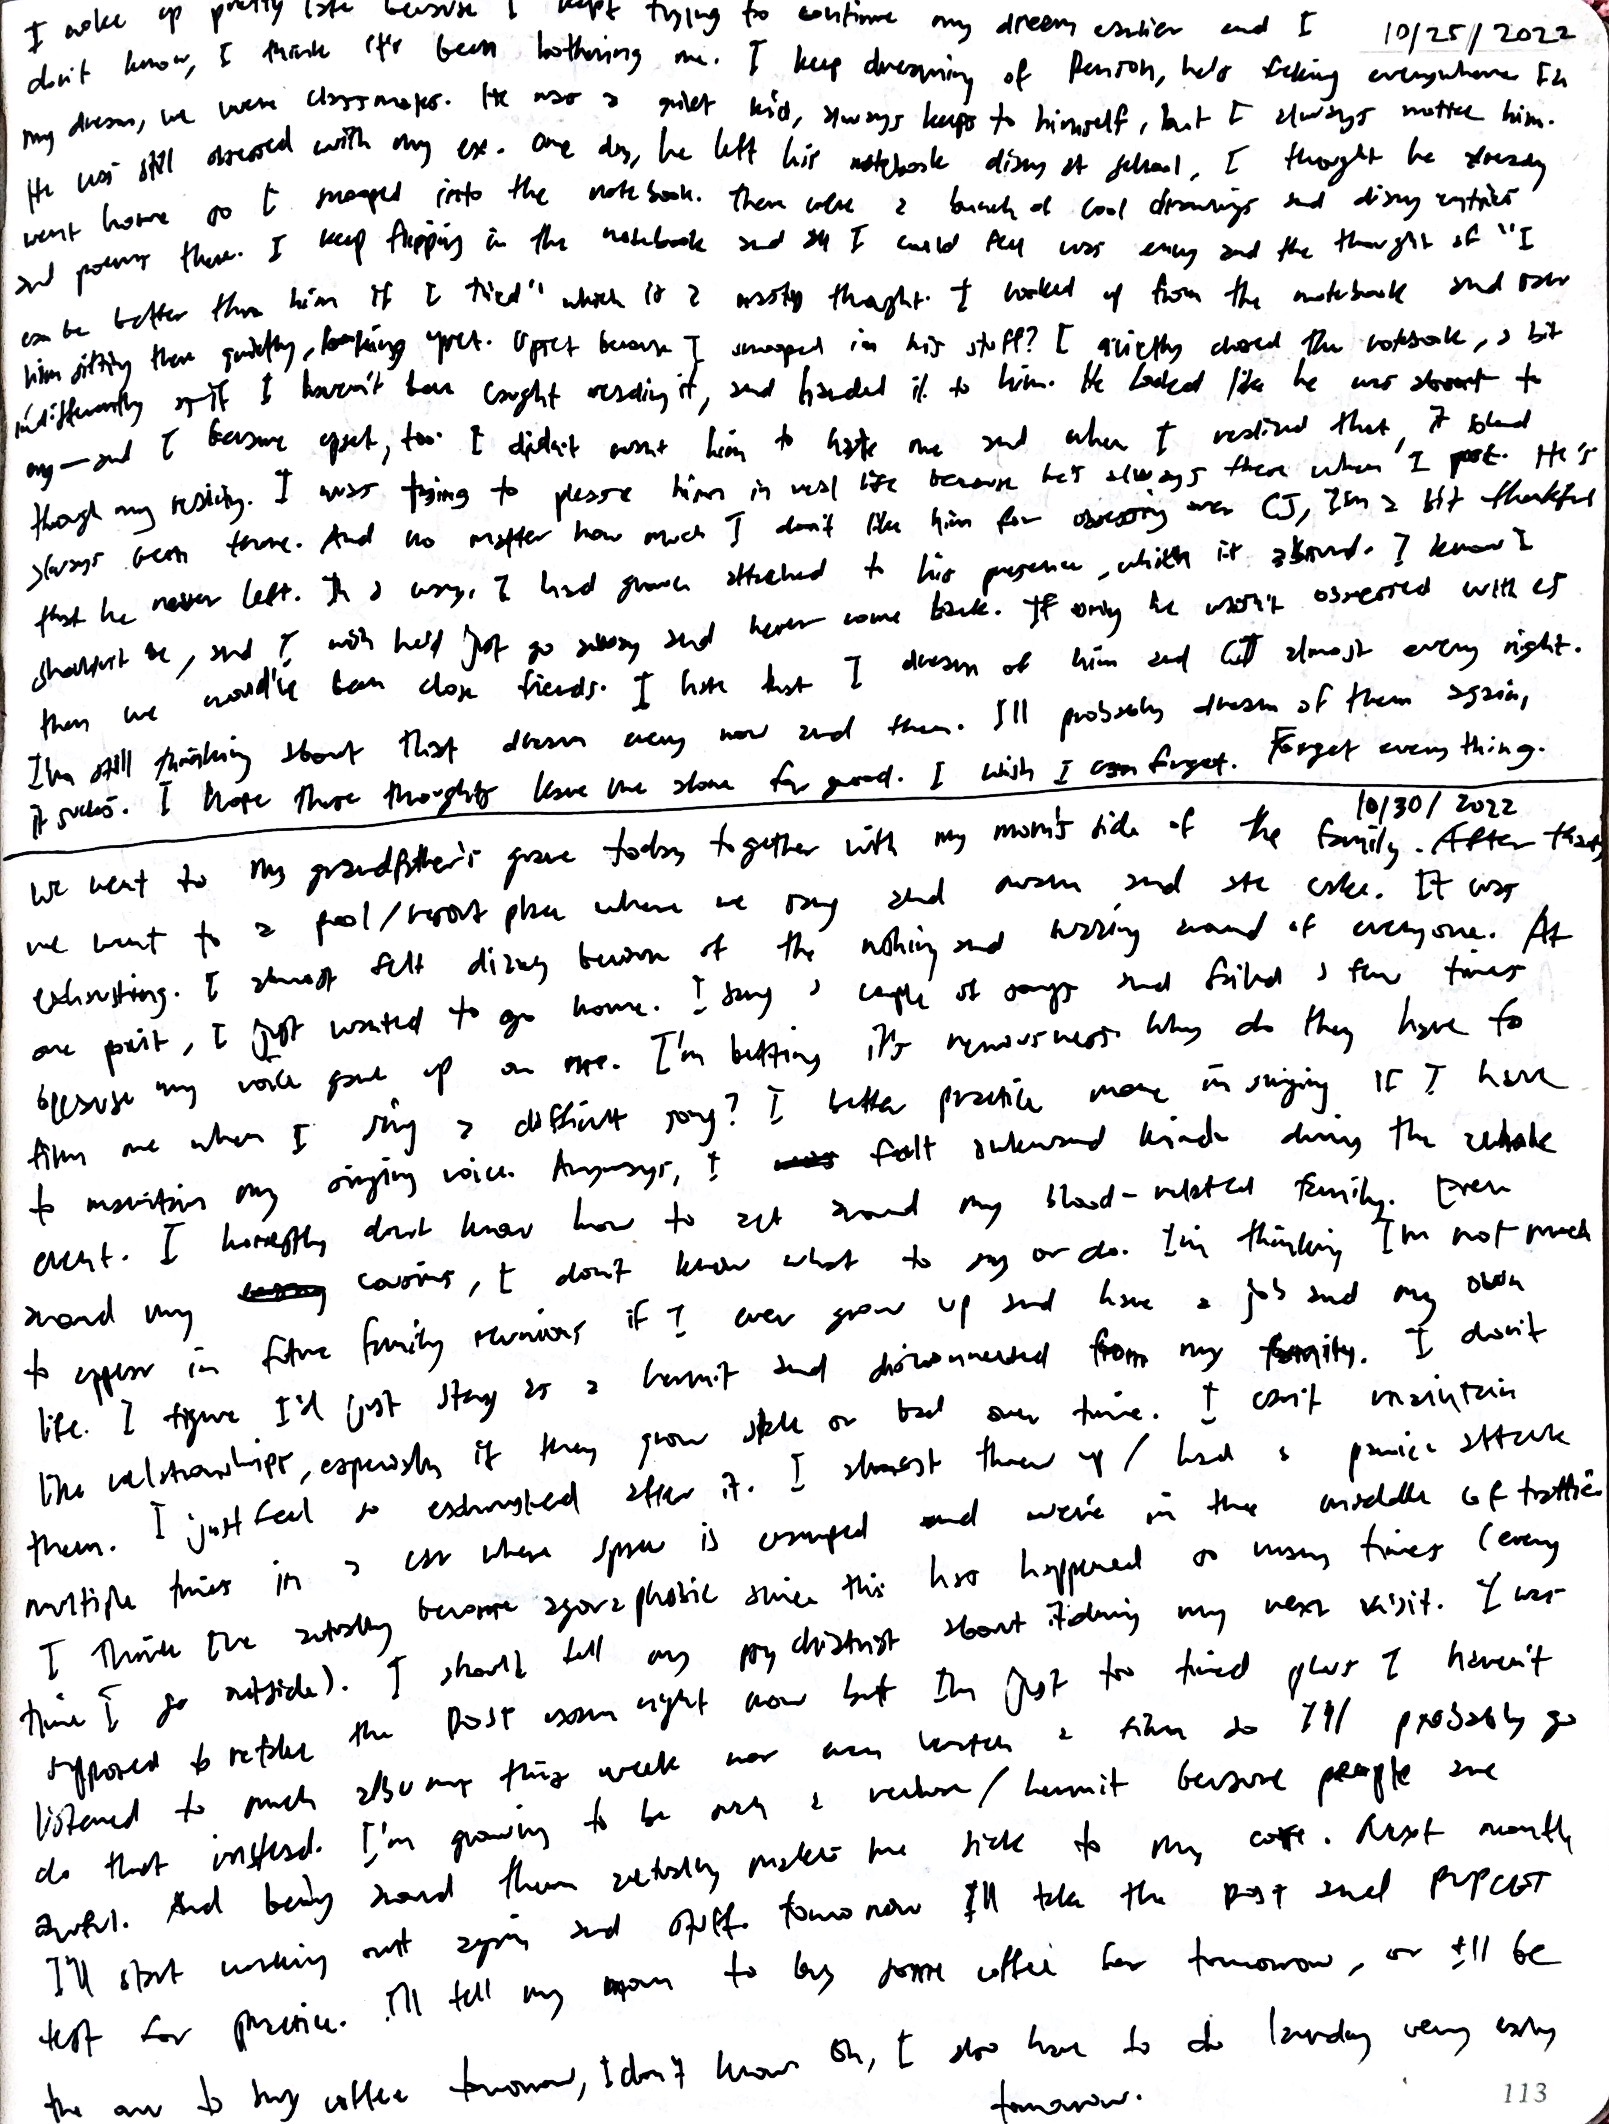 I woke up pretty late because I kept trying to continue my dream earlier and I
10/25/2022
don't know, I think it's been bothering me. I keep dreaming of he's fcking everywhere In
my dream, we were classmates. He was a quiet kid, always keeps to himself, but I always notice him.
He was still obsessed with my ex. One day, he left his notebook diary at school, I thought he already
went home so I snooped into the notebook. There were a bunch of cool drawings and diary entries
and poems there. I keep flipping in the notebook and all I could feel was envy and the thought of "I
can be better than him if I tried" which is a nasty thought. I looked up from the notebook and saw
him sitting there quietly, looking upset. Upset because I snooped in his stuff? I quietly closed the notebook, a bit
indifferently as if I haven't been caught reading it, and handed it to him. He looked like he was about to
cry—and I became upset, too. I didn't want him to hate me and when I realized that, it bled
though my reality. I was trying to please him in real life because he's always there when I post. He's
always been there. And no matter how much I don't like him for obsessing over CJ, I'm a bit thankful
that he never left. In a way, I had grown attached to his presence, which is absurd. I know I
shouldn't be, and I wish he'd just go away and never come back. If only he wasn't obsessed with CJ
then we would've been close friends. I hate that I dream of him and CJ almost every night.
I'm still thinking about that dream every now and then. I'll probably dream of them again,
it sucks. I hope these thoughts leave me alone for good. I wish I can forget. Forget everything.
10/30/2022
We went to my grandfather's grave today together with my mom's side of the family. After that,
we went to a pool/resort place where we sang and swam and ate cake. It was
exhausting. I almost felt dizzy because of the noise and around of everyone. At
one point, I just wanted to go home. I sang a couple of songs and failed a few times
because my voice gave up on me. I'm betting it's nervousness. Why do they have to
film me when I sing a difficult song? I better practice more in singing if I have
to maintain my singing voice. Anyways, I was felt awkward kinda during the whole
event. I honestly don't know how to act around my blood-related family. Even
around my cousins, I don't know what to say or do. I'm thinking I'm not much
to appear in future family reunions if I ever grow up and have a job and my own
life. I figure I'd just stay as a hermit and disconnected from my family. I don't
like relationships, especially if they grow stale or bad over time. I can't maintain
them. I just feel so exhausted after it. I almost threw up / had a panic attack
multiple times in a car where space is cramped and we're in the middle of traffic.
I think I've actually become agoraphobic since this has happened so many times (every
time I go outside). I should tell my psychiatrist about it during my next visit. I was
supposed to retake the DOST exam right now but I'm just too tired plus I haven't
listened to much albums this week nor even watch a film so I'll probably go
do that instead. I'm growing to be such a recluse / hermit because people are
awful. And being around them actually makes me sick to my core. Next month
I'll start working out again and stuff. Tomorrow I'll take the DOST and PUPCET
test for practice. I'll tell my mom to buy some coffee for tomorrow, or I'll be
the one to buy coffee tomorrow, I don't know. Oh, I also have to do laundry very early
tomorrow.
113